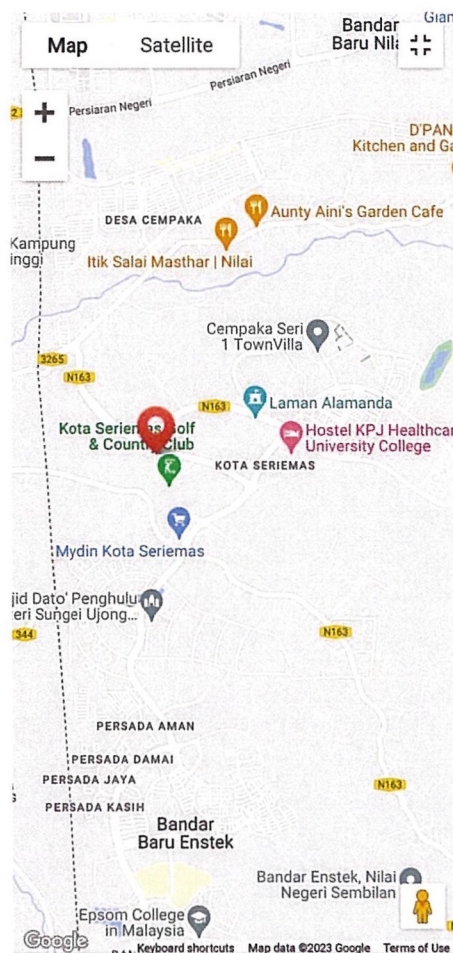 Map
Satellite
Bandar
Baru Nila
Gian
Persiaran Negeri
+
Persiaran Negeri
−
D'PAN
Kitchen and Ga
DESA CEMPAKA
Aunty Aini's Garden Cafe
Kampung
inggi
Itik Salai Masthar | Nilai
Cempaka Seri
1 TownVilla
3265
N163
N163
Laman Alamanda
Kota Seriemas Golf
& Country Club
Hostel KPJ Healthcar
University College
KOTA SERIEMAS
Mydin Kota Seriemas
jid Dato' Penghulu
eri Sungei Ujong...
344
N163
PERSADA AMAN
PERSADA DAMAI
PERSADA JAYA
N163
PERSADA KASIH
Bandar
Baru Enstek
Bandar Enstek, Nilai
Negeri Sembilan
Epsom College
in Malaysia
Google
Keyboard shortcuts
Map data ©2023 Google
Terms of Use